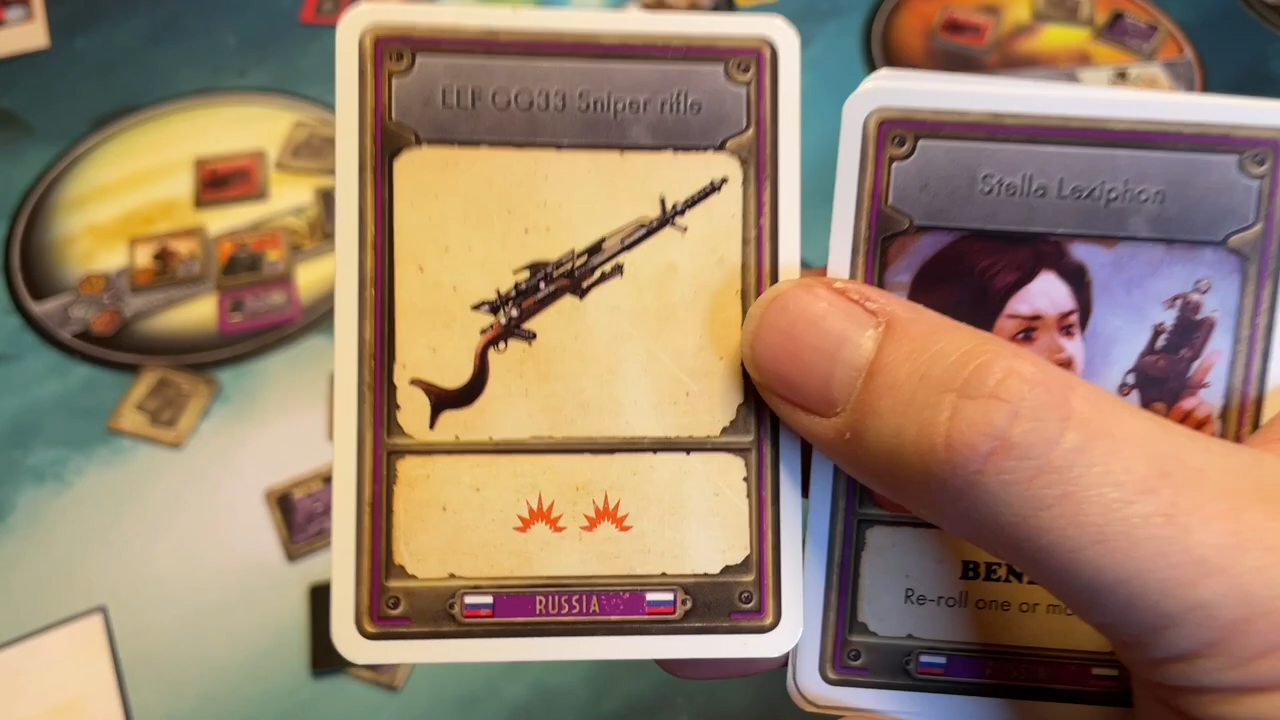 LLF GG33 Sniper rifle
RUSSIA
Stella Lexiphon
Re-roll one or